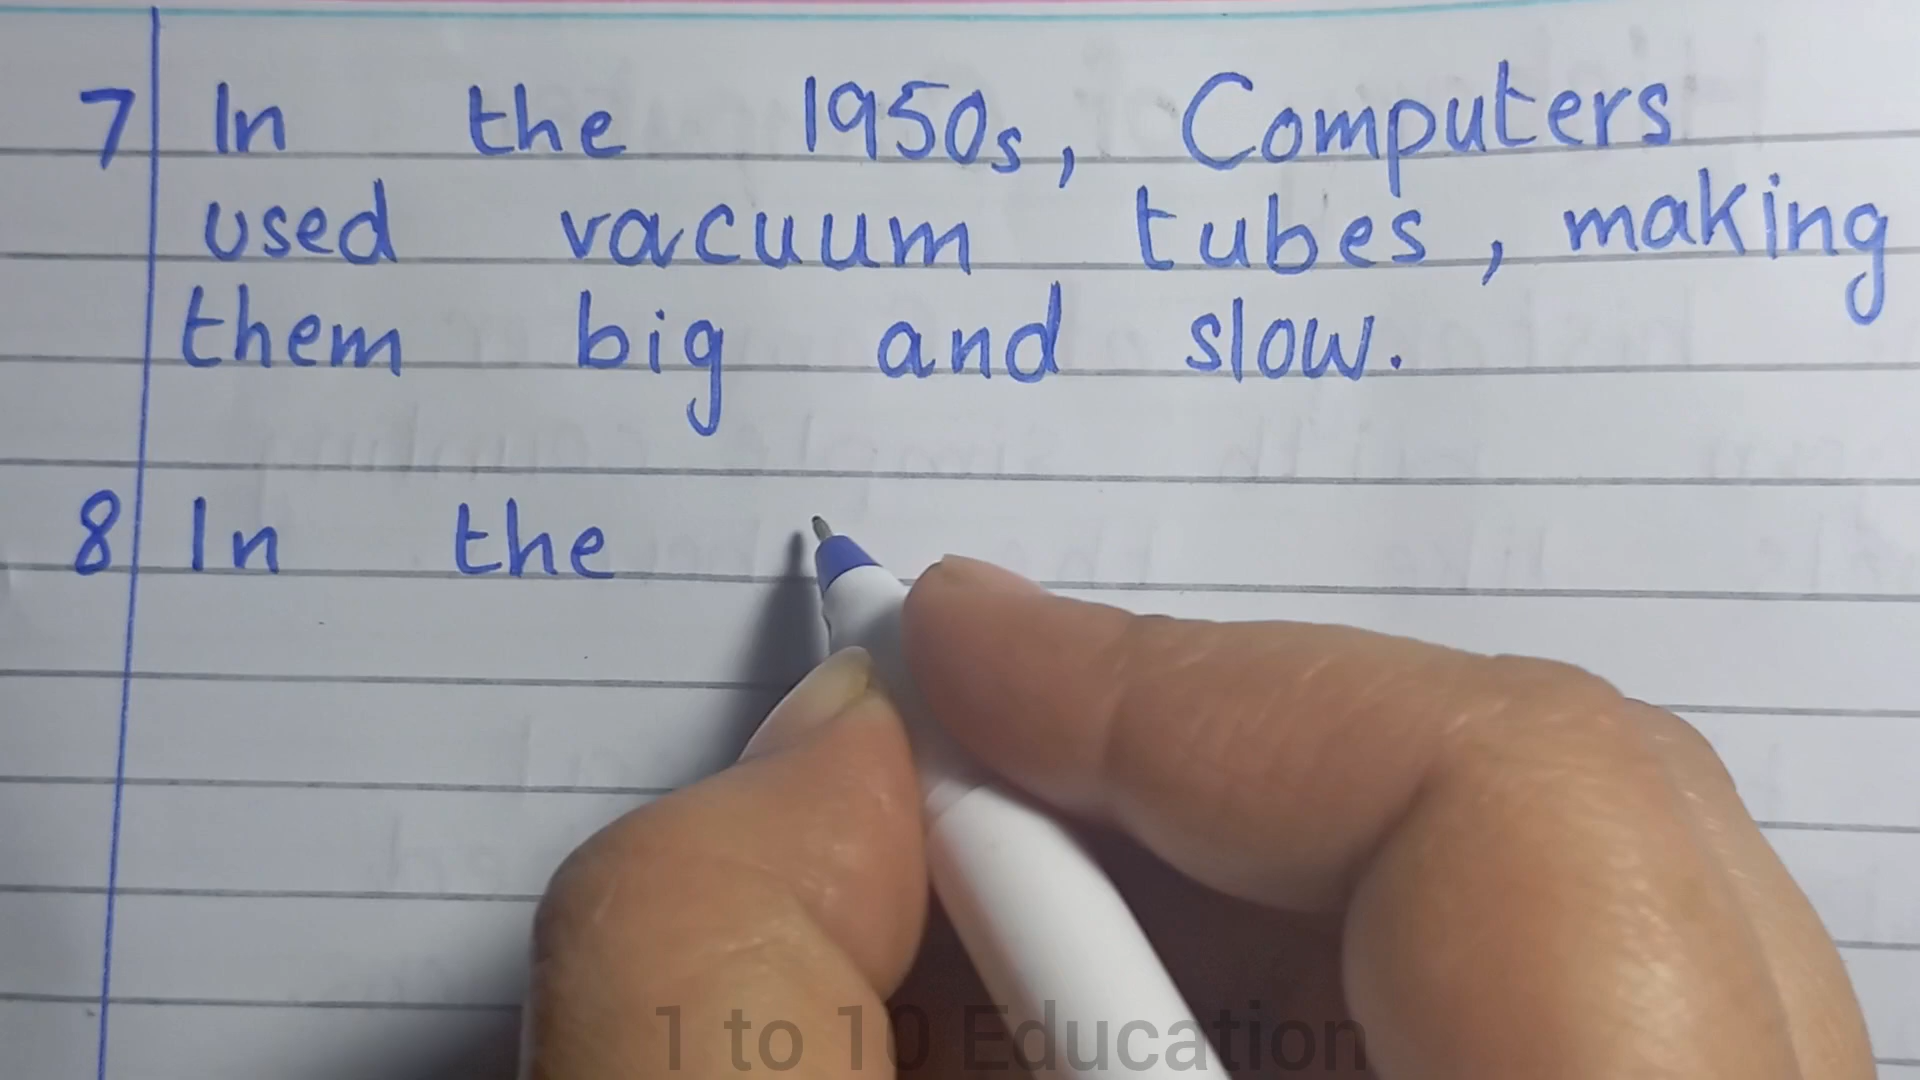 7 In the 1950s, Computers
used vacuum tubes, making
them big and slow.
8 In the
1 to 10 Education